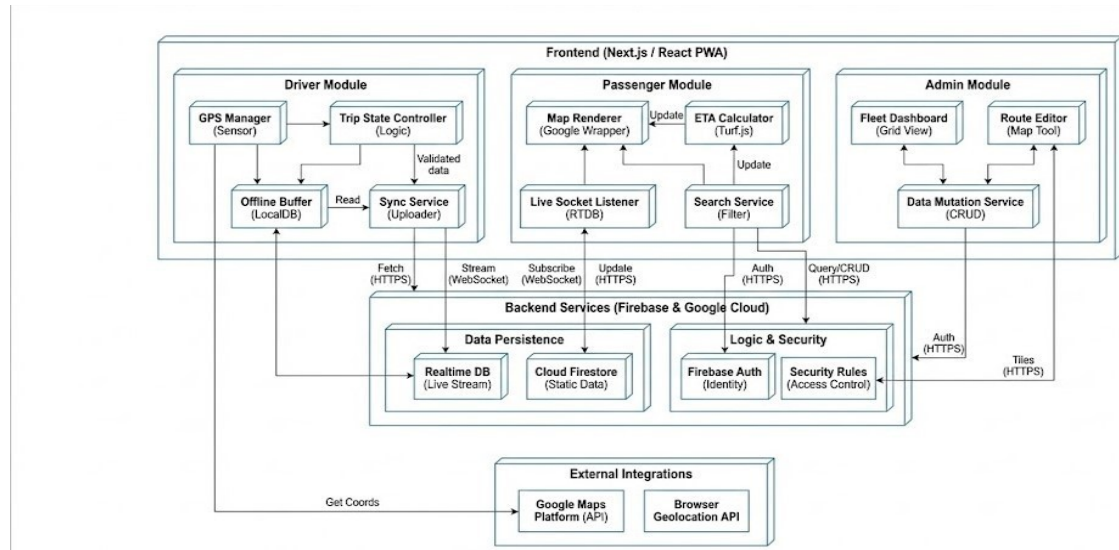 Frontend (Next.js / React PWA)
Driver Module
GPS Manager
(Sensor)
Trip State Controller
(Logic)
Validated
data
Offline Buffer
(LocalDB)
Read
Sync Service
(Uploader)
Passenger Module
Map Renderer
(Google Wrapper)
Update
ETA Calculator
(Turf.js)
Update
Live Socket Listener
(RTDB)
Search Service
(Filter)
Admin Module
Fleet Dashboard
(Grid View)
Route Editor
(Map Tool)
Data Mutation Service
(CRUD)
Fetch
(HTTPS)
Stream
(WebSocket)
Subscribe
(WebSocket)
Update
(HTTPS)
Auth
(HTTPS)
Query/CRUD
(HTTPS)
Backend Services (Firebase & Google Cloud)
Data Persistence
Realtime DB
(Live Stream)
Cloud Firestore
(Static Data)
Logic & Security
Firebase Auth
(Identity)
Security Rules
(Access Control)
Auth
(HTTPS)
Tiles
(HTTPS)
External Integrations
Get Coords
Google Maps
Platform (API)
Browser
Geolocation API